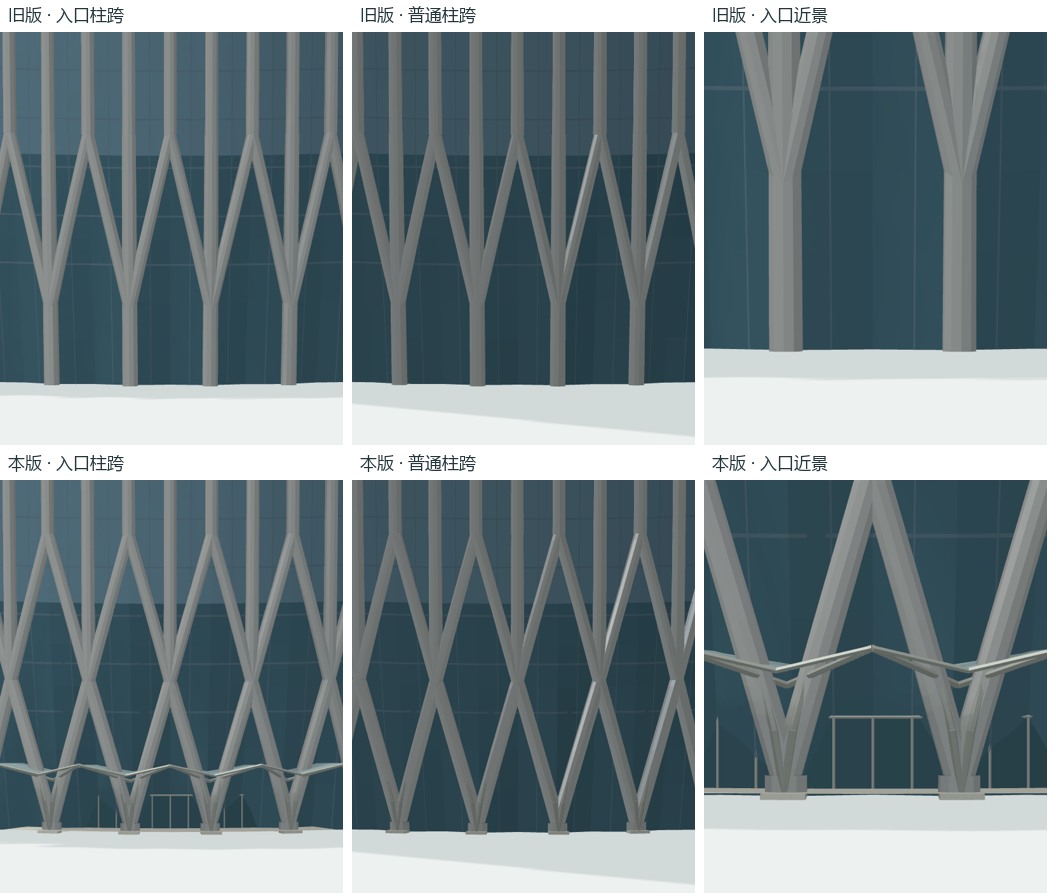 旧版 · 入口柱跨
旧版 · 普通柱跨
旧版 · 入口近景
本版 · 入口柱跨
本版 · 普通柱跨
本版 · 入口近景